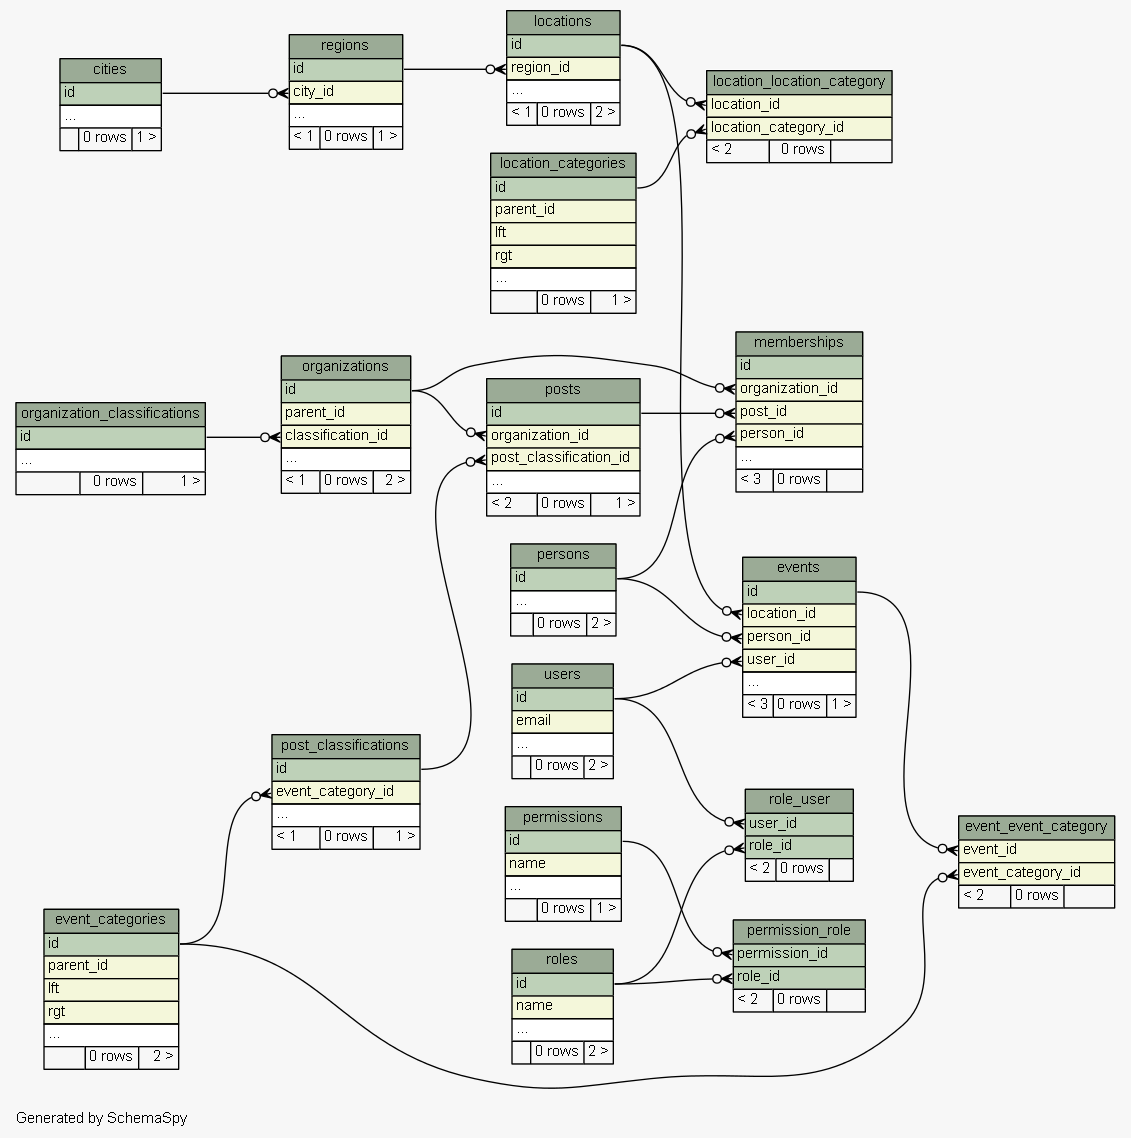 locations
id
region_id
...
< 1 0 rows 2 >
regions
id
city_id
...
< 1 0 rows 1 >
cities
id
...
0 rows 1 >
location_location_category
location_id
location_category_id
< 2 0 rows
location_categories
id
parent_id
lft
rgt
...
0 rows 1 >
memberships
id
organization_id
post_id
person_id
...
< 3 0 rows
organizations
id
parent_id
classification_id
...
< 1 0 rows 2 >
posts
id
organization_id
post_classification_id
...
< 2 0 rows 1 >
organization_classifications
id
...
0 rows 1 >
persons
id
...
0 rows 2 >
events
id
location_id
person_id
user_id
...
< 3 0 rows 1 >
users
id
email
...
0 rows 2 >
post_classifications
id
event_category_id
...
< 1 0 rows 1 >
role_user
user_id
role_id
< 2 0 rows
permissions
id
name
...
0 rows 1 >
event_event_category
event_id
event_category_id
< 2 0 rows
event_categories
id
parent_id
lft
rgt
...
0 rows 2 >
permission_role
permission_id
role_id
< 2 0 rows
roles
id
name
...
0 rows 2 >
Generated by SchemaSpy